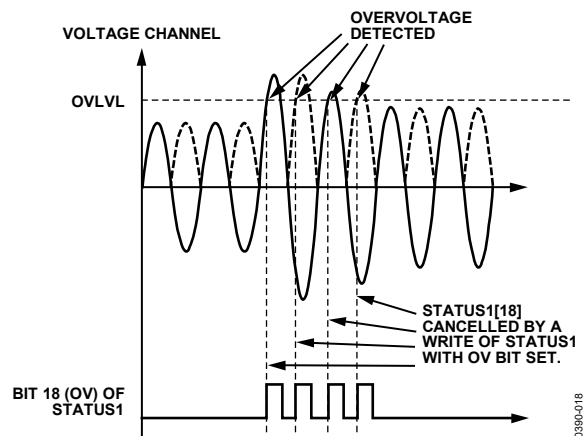 OVERVOLTAGE
DETECTED
VOLTAGE CHANNEL
OVLVL
STATUS1[18]
CANCELLED BY A
WRITE OF STATUS1
WITH OV BIT SET.
BIT 18 (OV) OF
STATUS1
0390-018